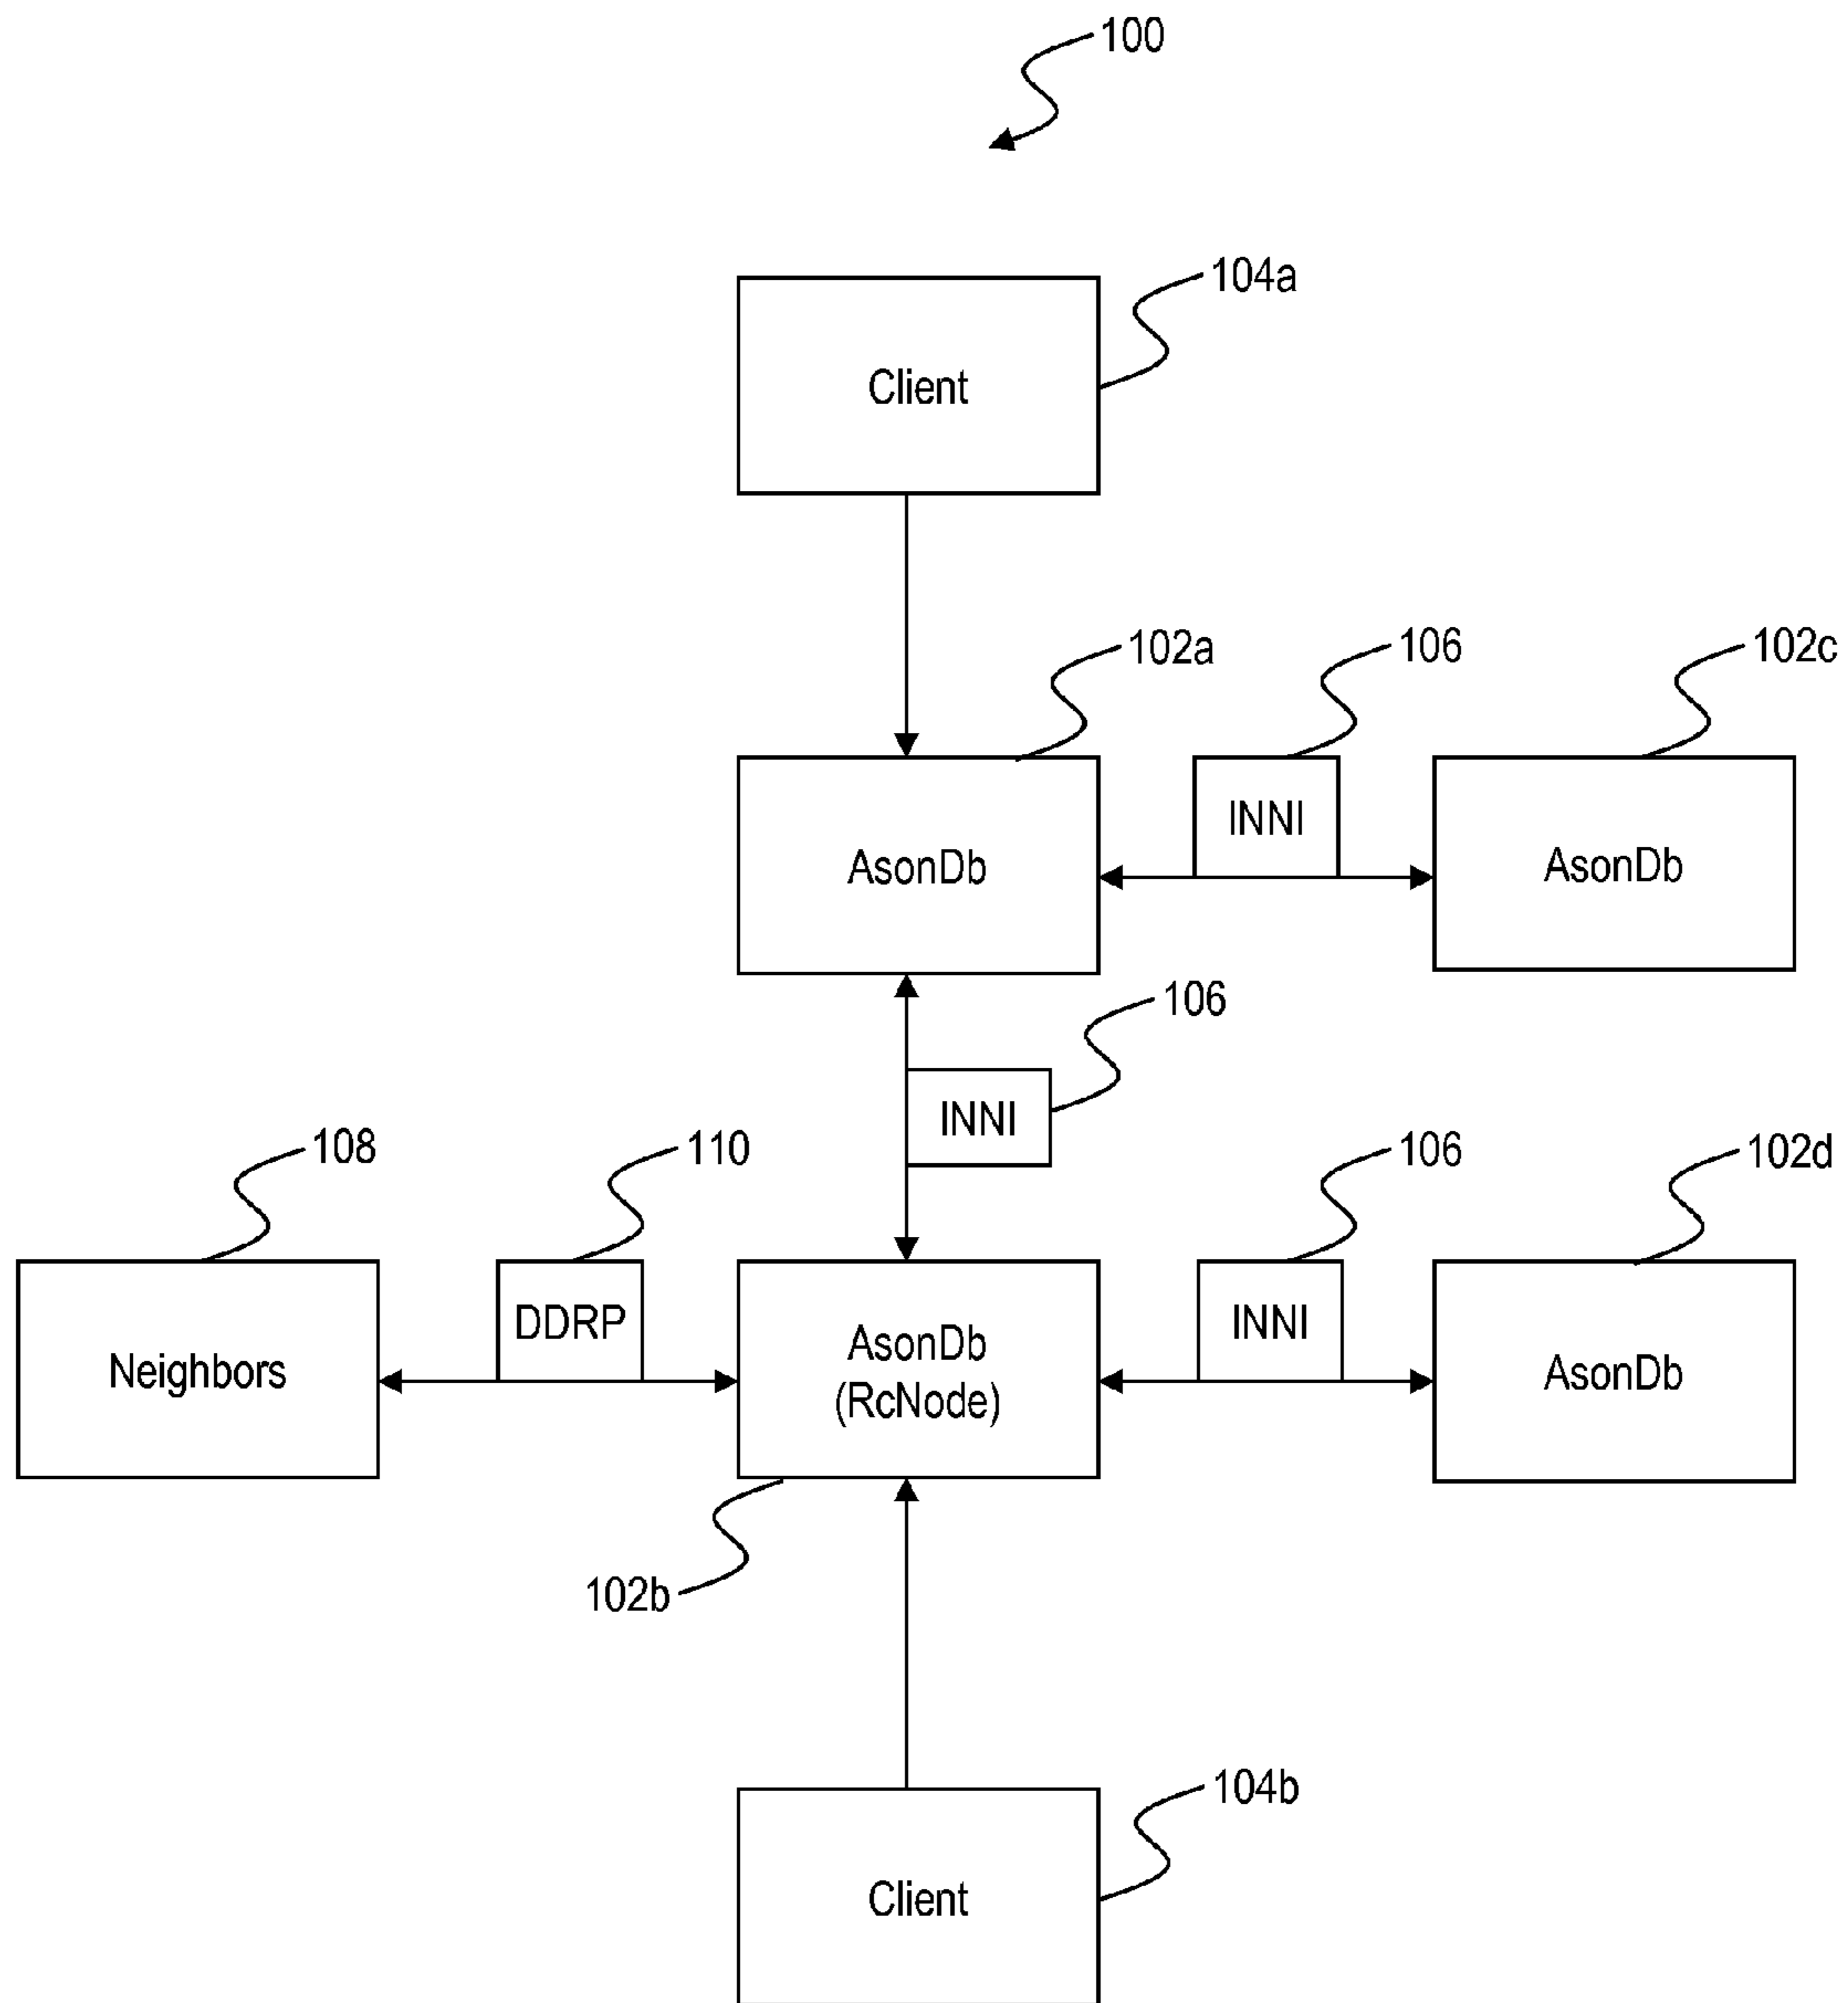 100
104a
Client
102a
106
102c
INNI
AsonDb
AsonDb
106
INNI
108
110
106
102d
DDRP
INNI
Neighbors
AsonDb
(RcNode)
AsonDb
102b
104b
Client